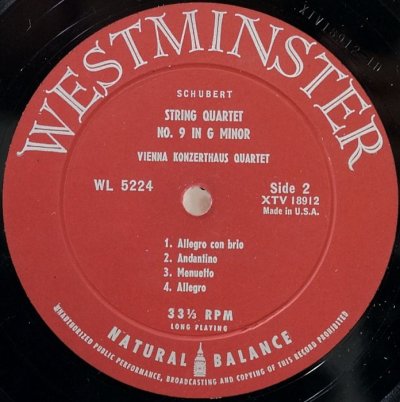 WESTMINSTER
XTV18912-1D
SCHUBERT
STRING QUARTET
NO. 9 IN G MINOR
VIENNA KONZERTHAUS QUARTET
WL 5224
Side 2
XTV 18912
Made in U.S.A.
1. Allegro con brio
2. Andantino
3. Menuetto
4. Allegro
33⅓ RPM
LONG PLAYING
NATURAL BALANCE
UNAUTHORIZED PUBLIC PERFORMANCE, BROADCASTING AND COPYING OF THIS RECORD PROHIBITED